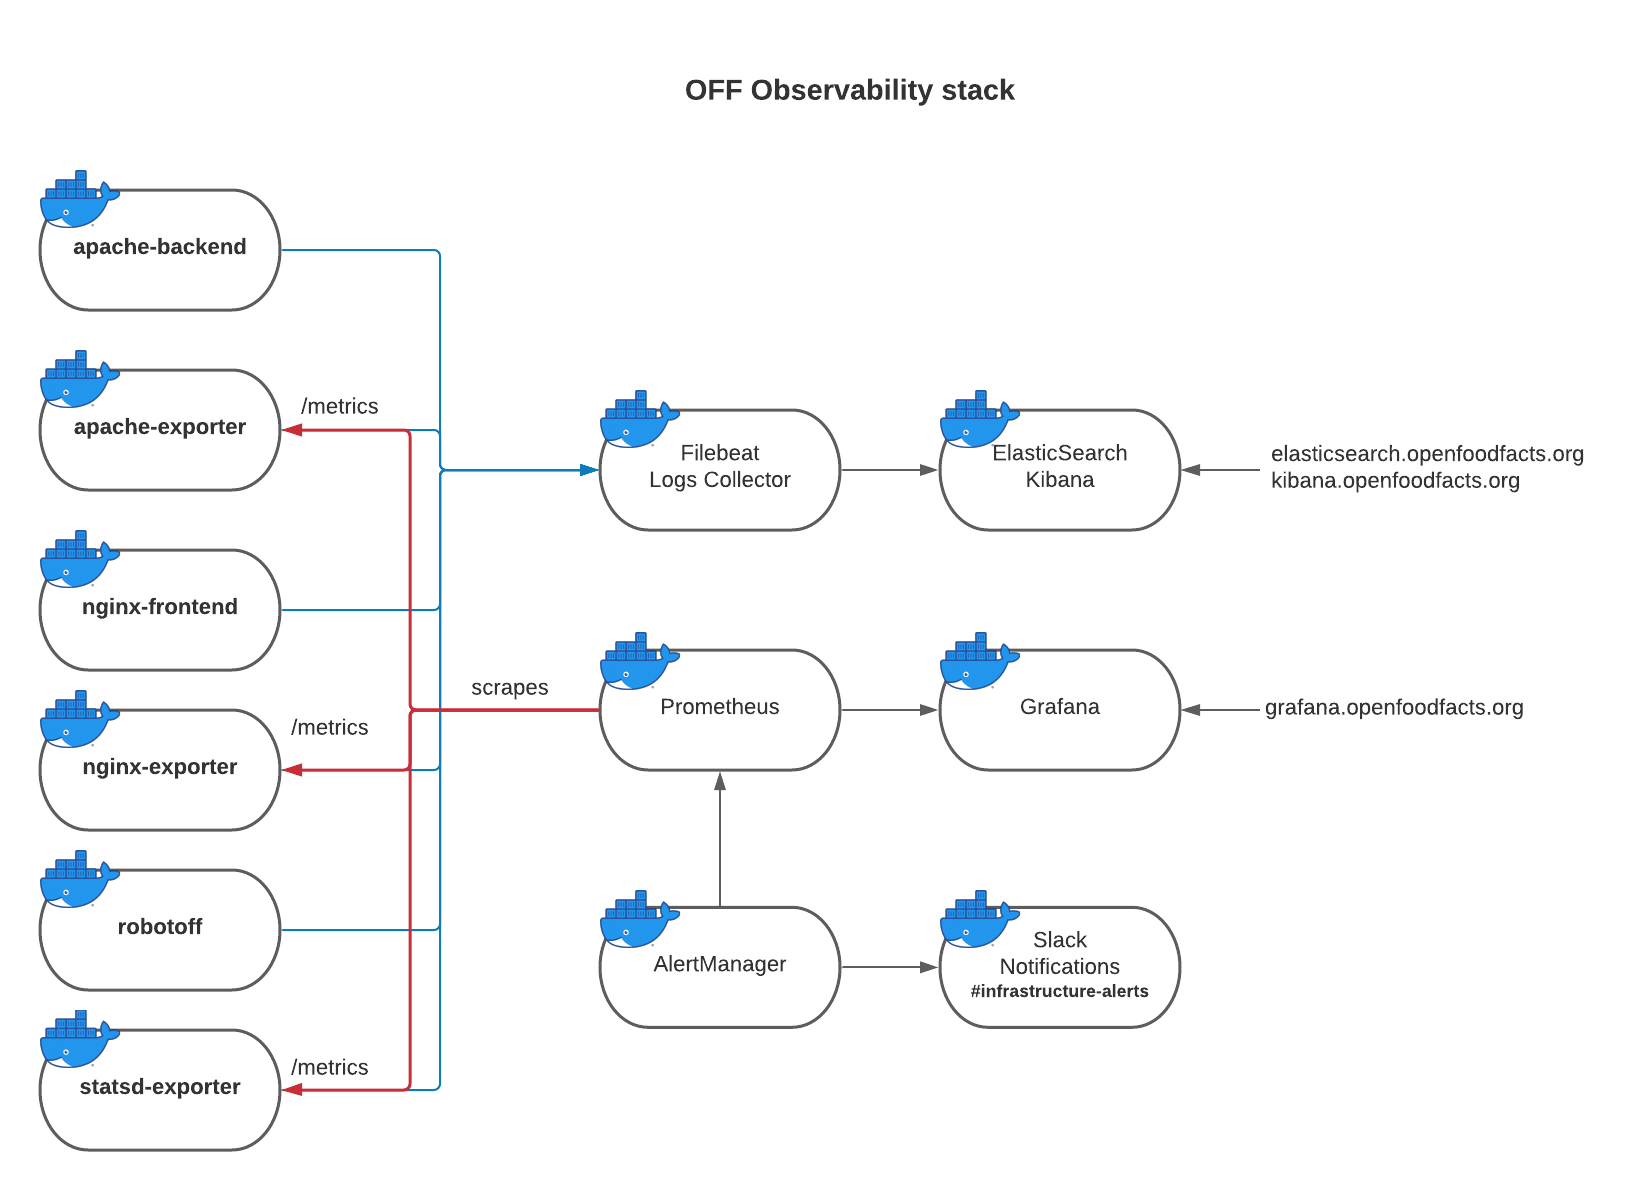 OFF Observability stack
apache-backend
/metrics
apache-exporter
nginx-frontend
/metrics
nginx-exporter
robotoff
/metrics
statsd-exporter
Filebeat
Logs Collector
ElasticSearch
Kibana
elasticsearch.openfoodfacts.org
kibana.openfoodfacts.org
scrapes
Prometheus
Grafana
grafana.openfoodfacts.org
AlertManager
Slack
Notifications
#infrastructure-alerts